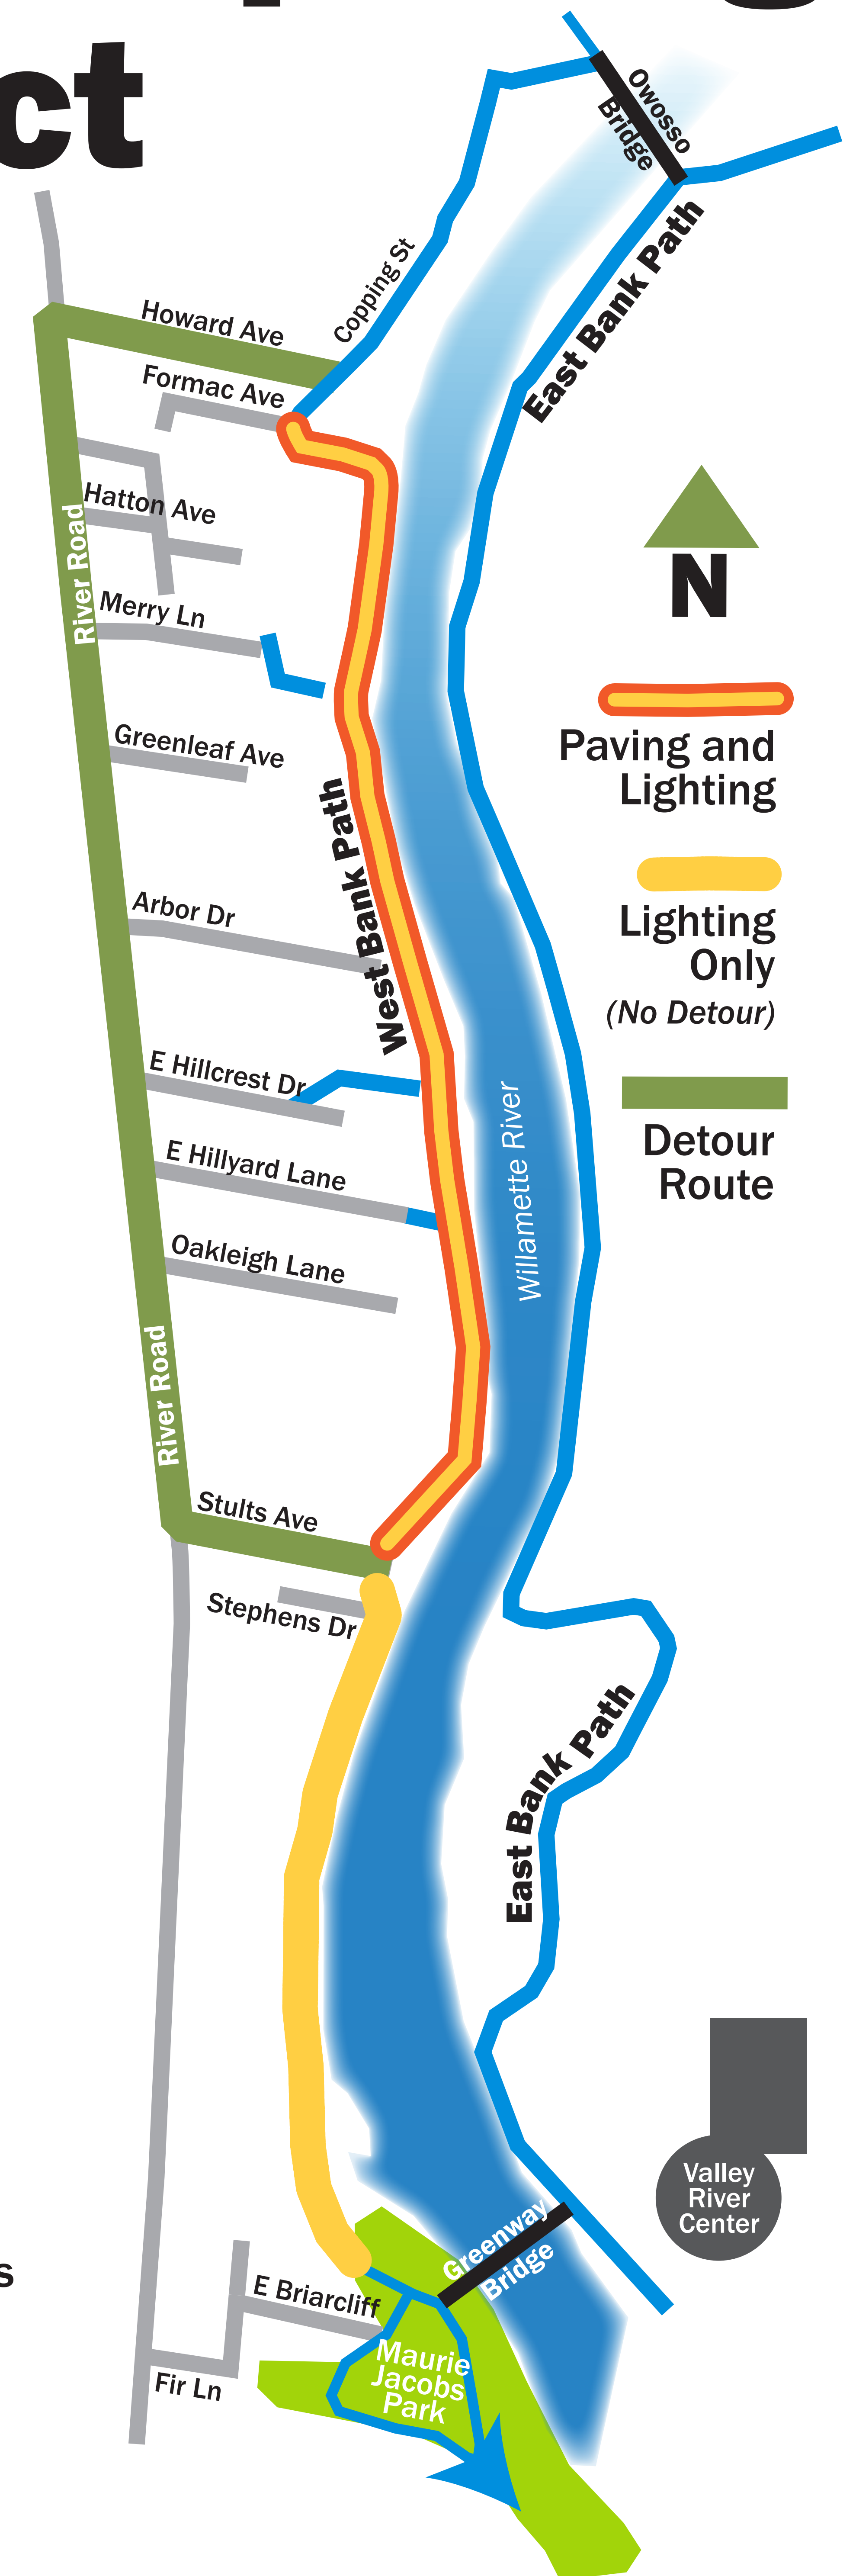 ct
Owosso
Bridge
Copping St
East Bank Path
Howard Ave
Formac Ave
Hatton Ave
River Road
Merry Ln
N
Greenleaf Ave
Paving and
Lighting
West Bank Path
Arbor Dr
Lighting
Only
(No Detour)
E Hillcrest Dr
E Hillyard Lane
Willamette River
Detour
Route
Oakleigh Lane
River Road
Stults Ave
Stephens Dr
East Bank Path
Valley
River
Center
Greenway
Bridge
s
E Briarcliff
Fir Ln
Maurie
Jacobs
Park